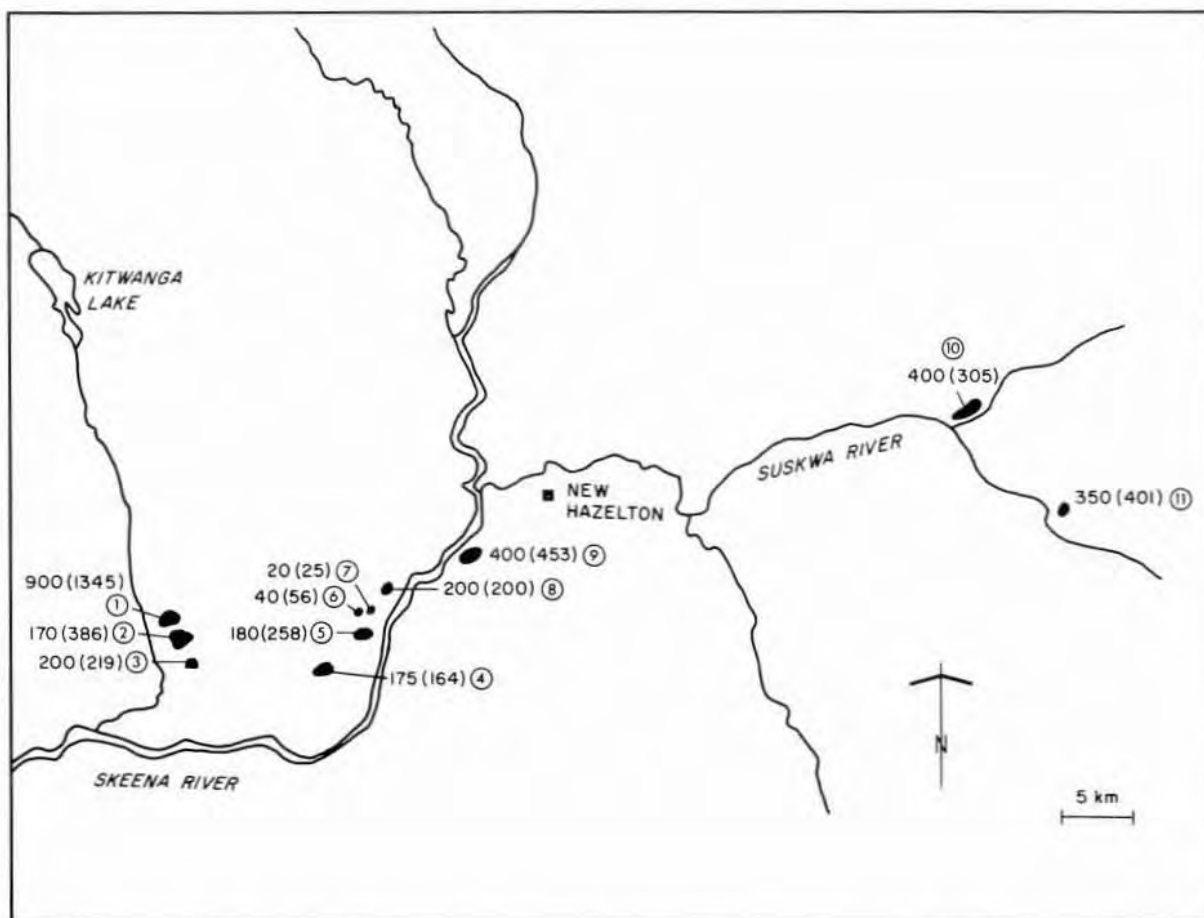 KITWANGA
LAKE
⑩
400 (305)
SUSKWA RIVER
NEW
HAZELTON
350 (401) ⑪
400 (453) ⑨
20 (25) ⑦
200 (200) ⑧
40 (56) ⑥
900 (1345)
①
170 (386) ②
180 (258) ⑤
200 (219) ③
175 (164) ④
N
SKEENA RIVER
5 km